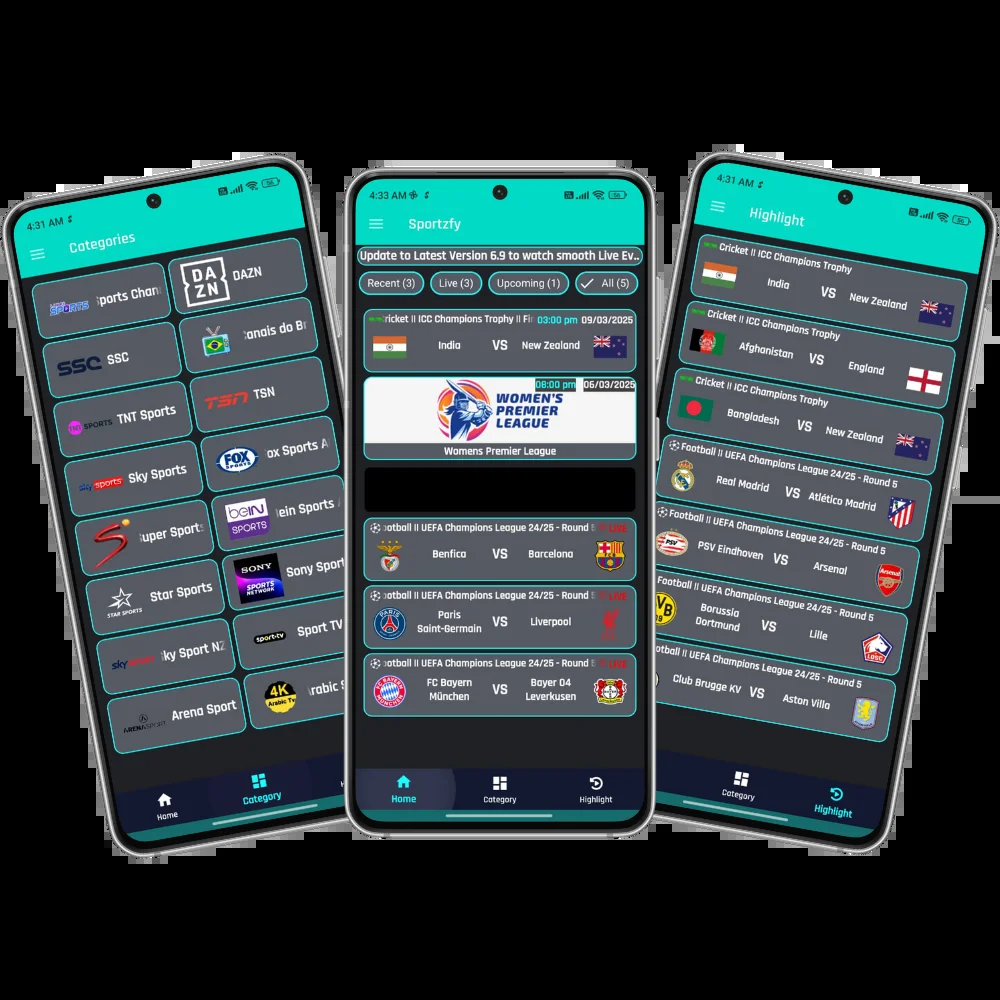 4:31 AM
Categories
ports Chan
DAZN
DAZN
SSC
SSC
anais do Br
TNT SPORTS
TNT Sports
TSN
TSN
sky sports
Sky Sports
FOX SPORTS
ox Sports A
uper Sports
beIN SPORTS
ein Sports
STAR SPORTS
Star Sports
SONY
SPORTS
NETWORK
Sony Sport
sky
ky Sport NZ
sport·tv
Sport TV
ARENASPORT
Arena Sport
4K
Arabic Tv
rabic S
Home
Category
4:33 AM
56
Sportzfy
Update to Latest Version 6.9 to watch smooth Live Ev..
Recent (3)
Live (3)
Upcoming (1)
All (5)
ricket || ICC Champions Trophy || Fi
03:00 pm
09/03/2025
India
VS
New Zealand
08:00 pm
06/03/2025
WOMEN'S
PREMIER
LEAGUE
Womens Premier League
ootball || UEFA Champions League 24/25 - Round 5
LIVE
Benfica
VS
Barcelona
ootball || UEFA Champions League 24/25 - Round 5
LIVE
Paris
Saint-Germain
VS
Liverpool
ootball || UEFA Champions League 24/25 - Round 5
LIVE
FC Bayern
München
VS
Bayer 04
Leverkusen
Home
Category
Highlight
4:31 AM
56
Highlight
Cricket || ICC Champions Trophy
India
VS
New Zealand
Cricket || ICC Champions Trophy
Afghanistan
VS
England
Cricket || ICC Champions Trophy
Bangladesh
VS
New Zealand
Football || UEFA Champions League 24/25 - Round 5
Real Madrid
VS
Atlético Madrid
Football || UEFA Champions League 24/25 - Round 5
PSV Eindhoven
VS
Arsenal
Football || UEFA Champions League 24/25 - Round 5
Borussia
Dortmund
VS
Lille
ootball || UEFA Champions League 24/25 - Round 5
Club Brugge KV
VS
Aston Villa
Category
Highlight